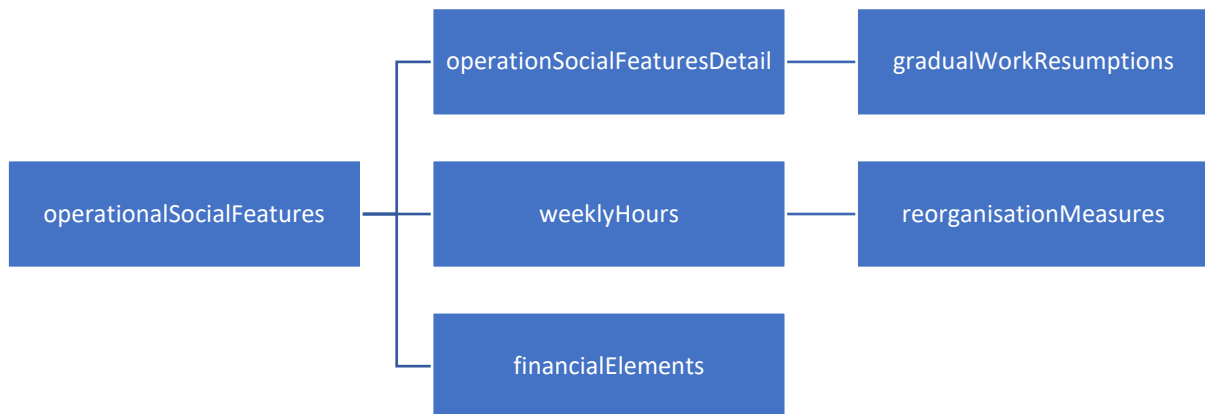 operationSocialFeaturesDetail
gradualWorkResumptions
operationalSocialFeatures
weeklyHours
reorganisationMeasures
financialElements